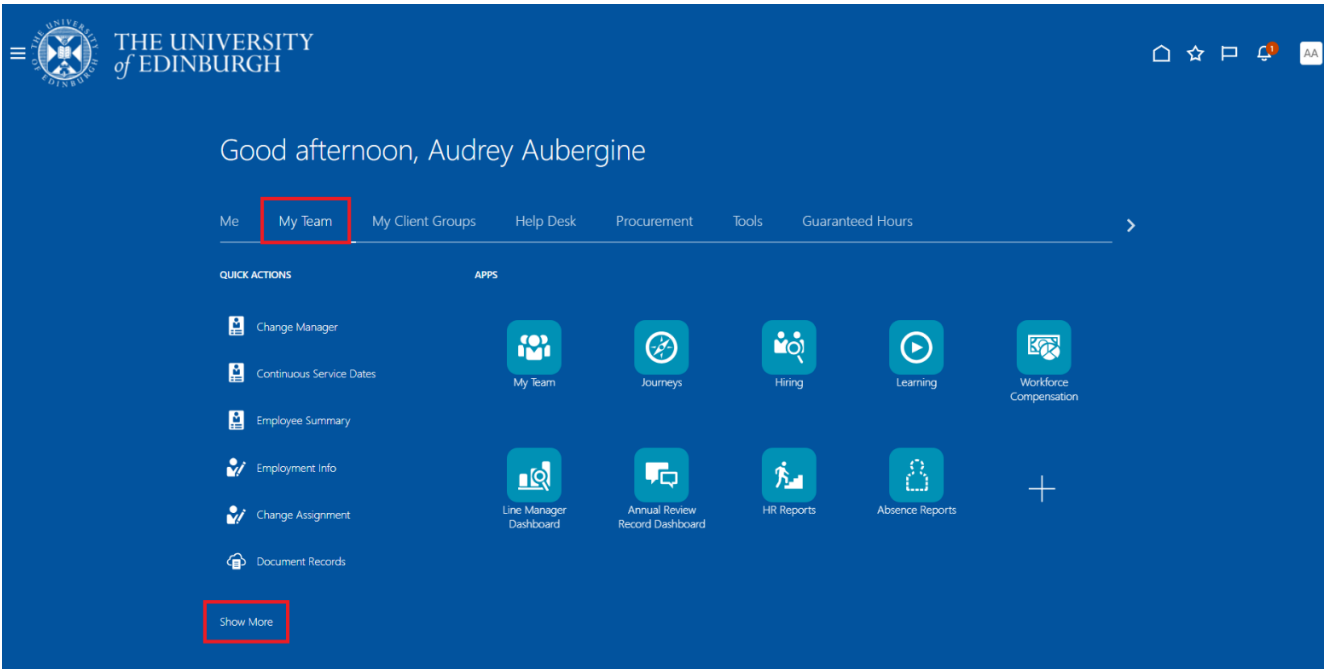 THE UNIVERSITY
of EDINBURGH
1
AA
Good afternoon, Audrey Aubergine
Me My Team My Client Groups Help Desk Procurement Tools Guaranteed Hours
QUICK ACTIONS
APPS
Change Manager
Continuous Service Dates
Employee Summary
Employment Info
Change Assignment
Document Records
Show More
My Team
Journeys
Hiring
Learning
Workforce
Compensation
Line Manager
Dashboard
Annual Review
Record Dashboard
HR Reports
Absence Reports